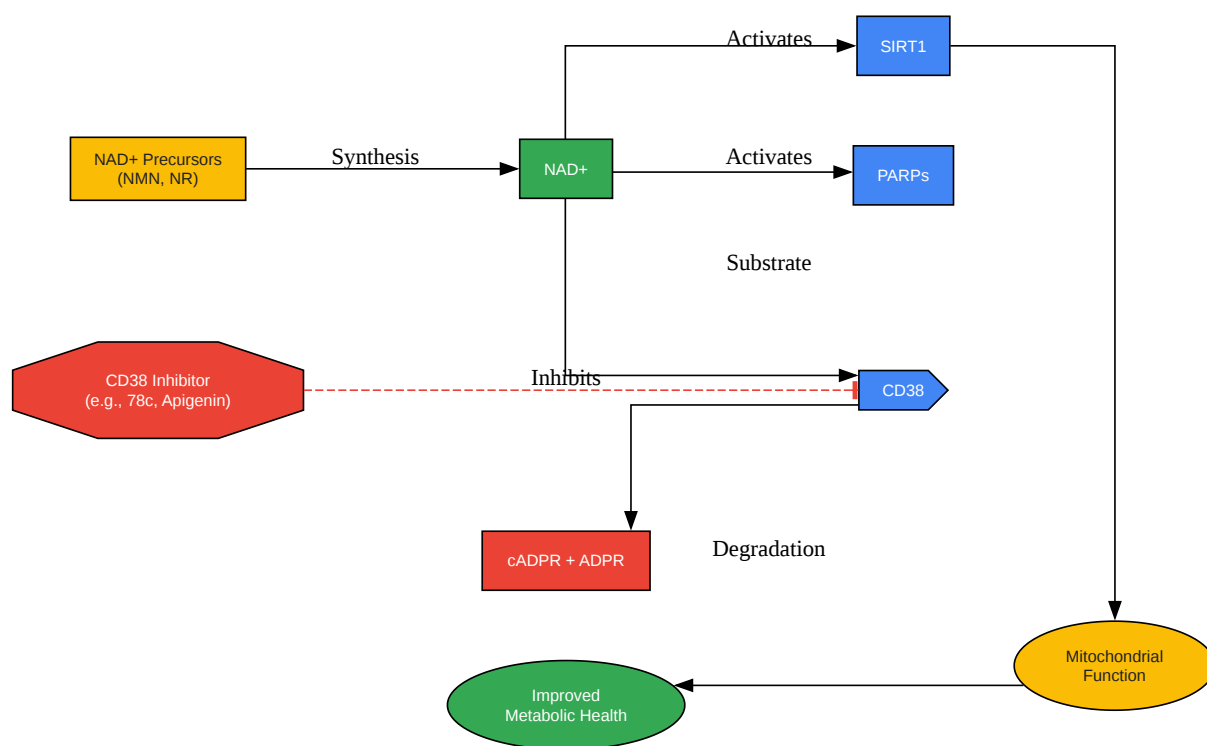 Activates
SIRT1
NAD+ Precursors
(NMN, NR)
Synthesis
NAD+
Activates
PARPs
Substrate
CD38 Inhibitor
(e.g., 78c, Apigenin)
Inhibits
CD38
cADPR + ADPR
Degradation
Mitochondrial
Function
Improved
Metabolic Health